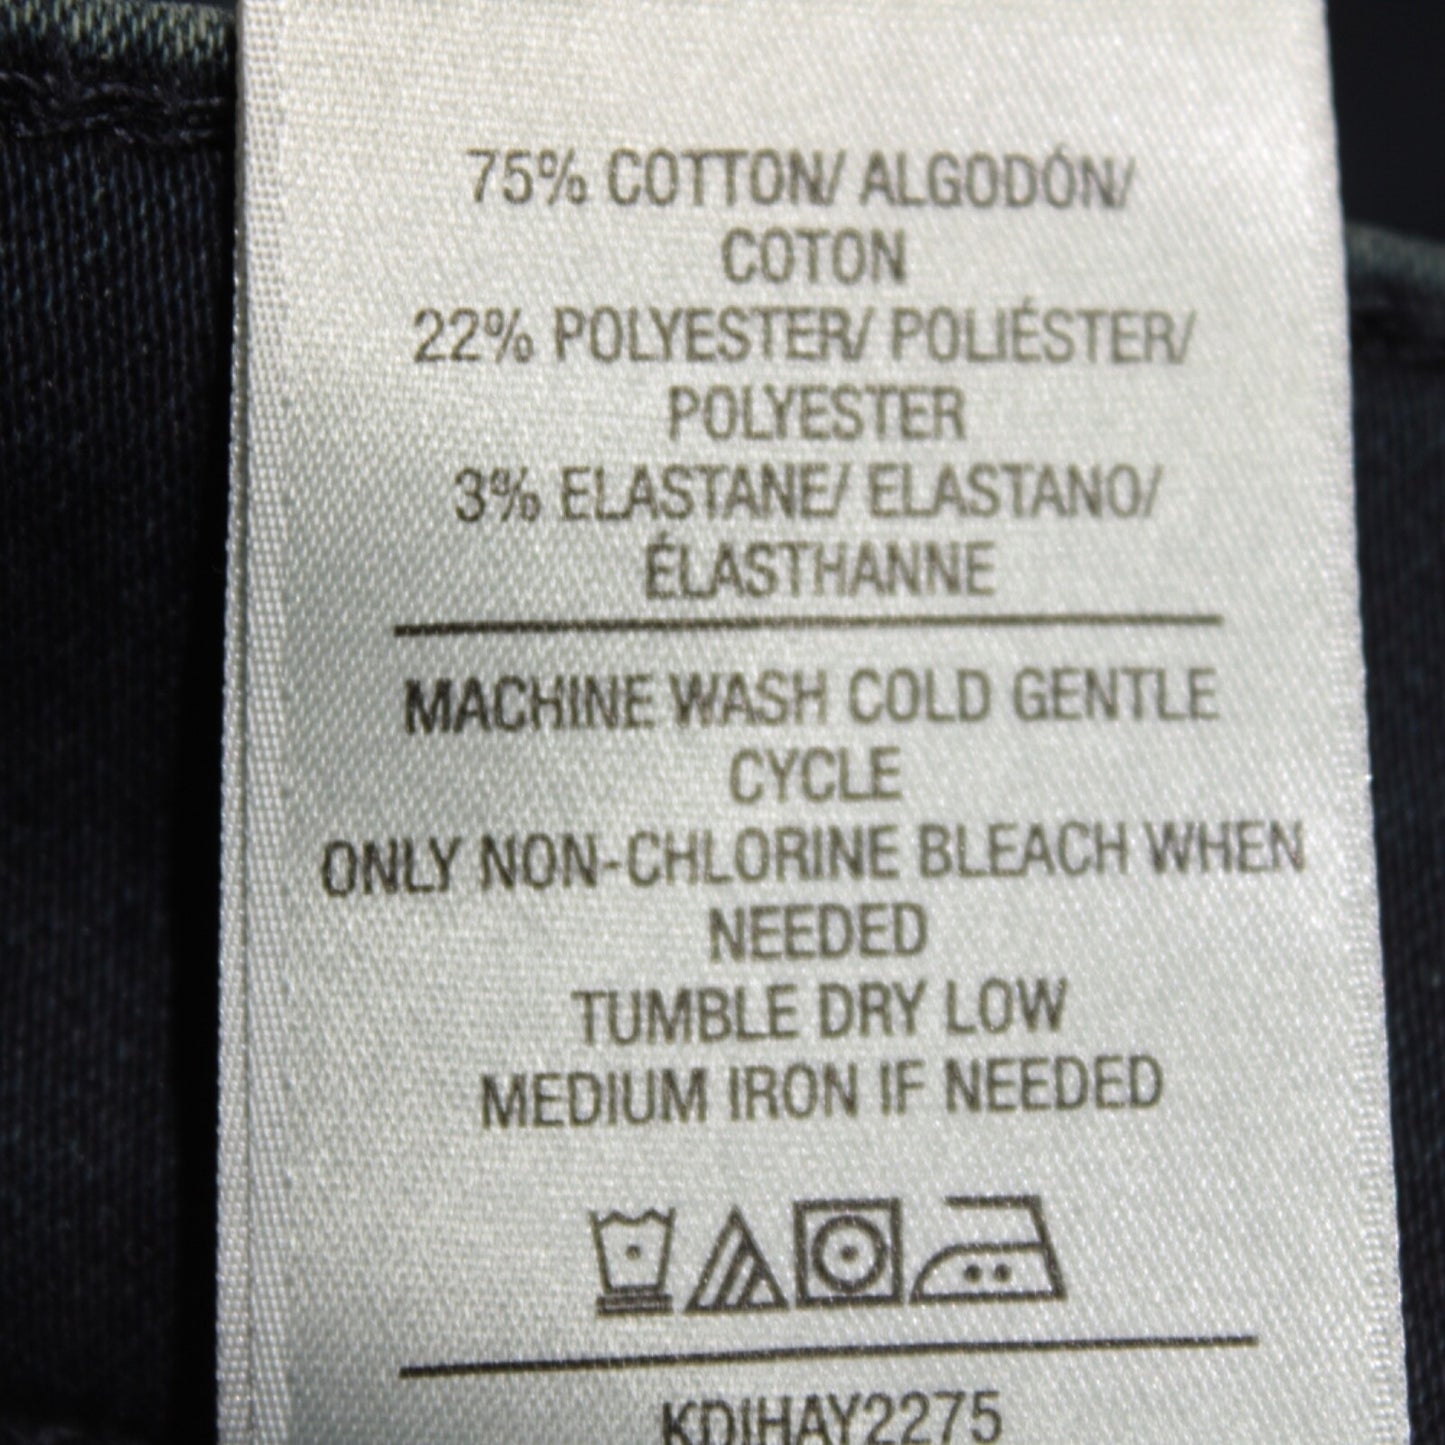 75% COTTON/ ALGODÓN/
COTON
22% POLYESTER/ POLIÉSTER/
POLYESTER
3% ELASTANE/ ELASTANO/
ÉLASTHANNE
MACHINE WASH COLD GENTLE
CYCLE
ONLY NON-CHLORINE BLEACH WHEN
NEEDED
TUMBLE DRY LOW
MEDIUM IRON IF NEEDED
KDIHAY2275